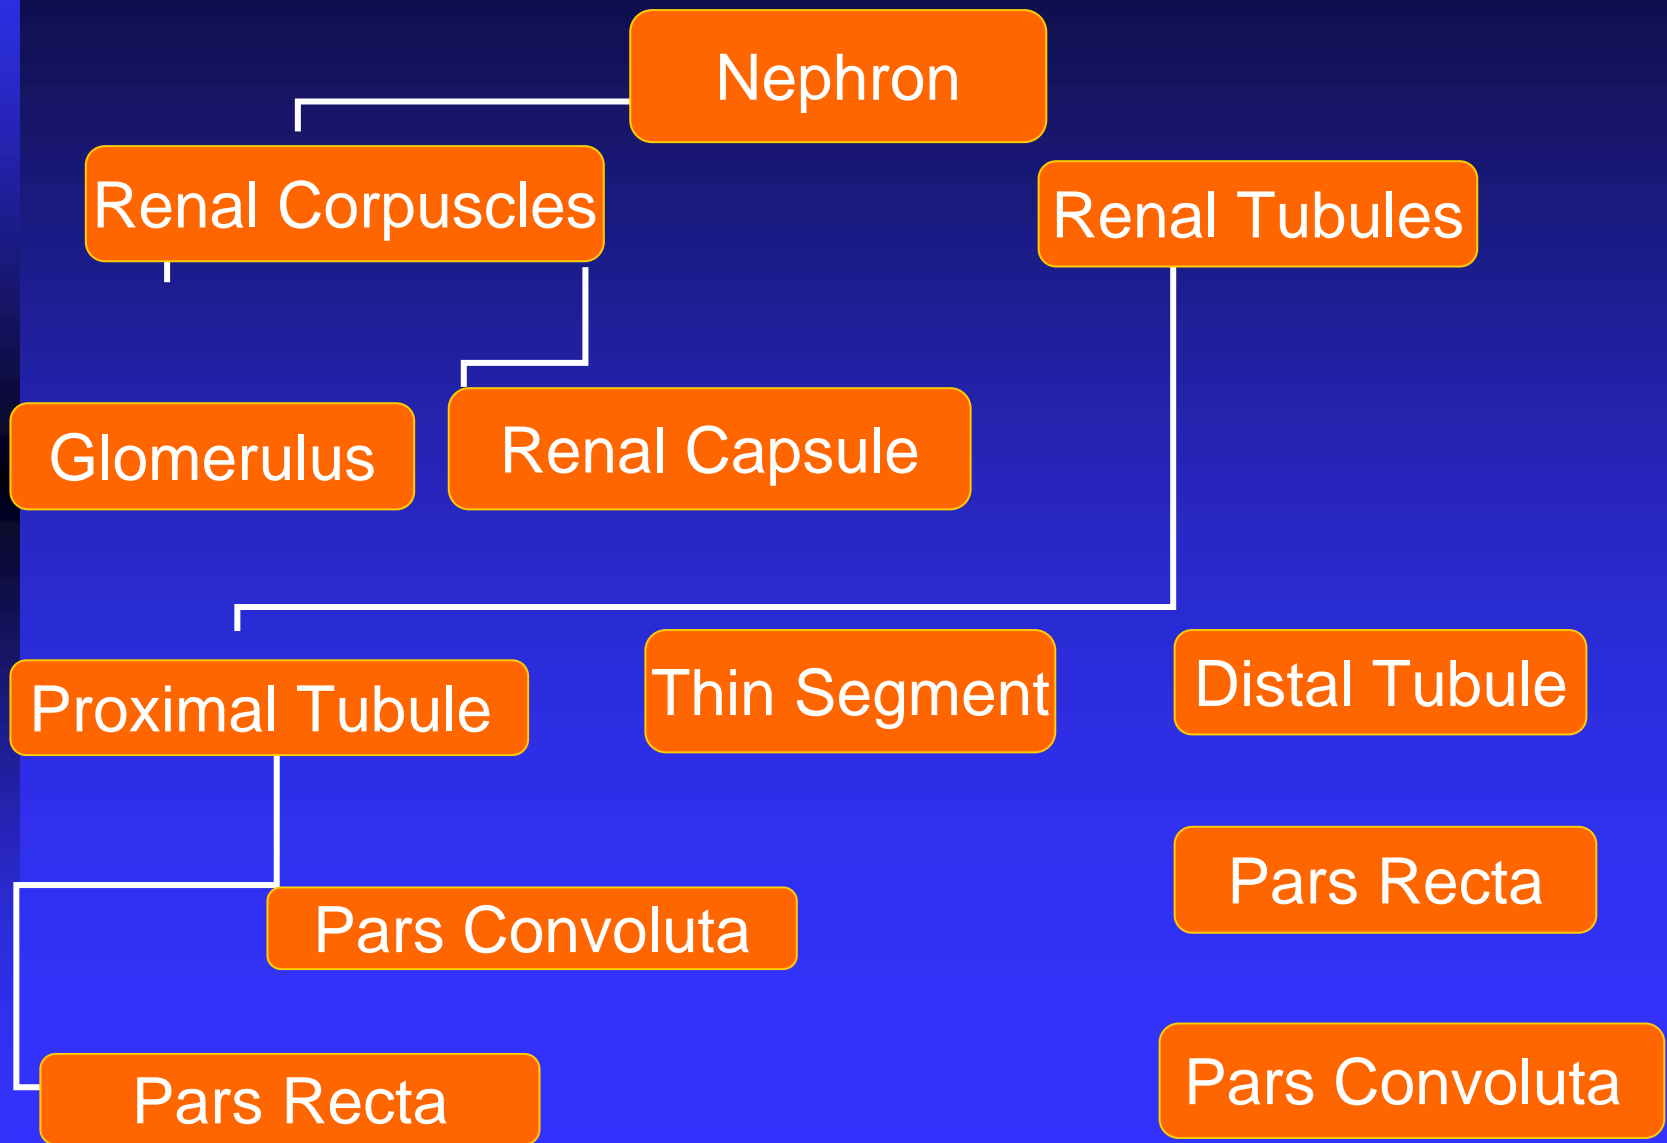 Nephron
Renal Corpuscles
Renal Tubules
Glomerulus
Renal Capsule
Proximal Tubule
Thin Segment
Distal Tubule
Pars Convoluta
Pars Recta
Pars Recta
Pars Convoluta